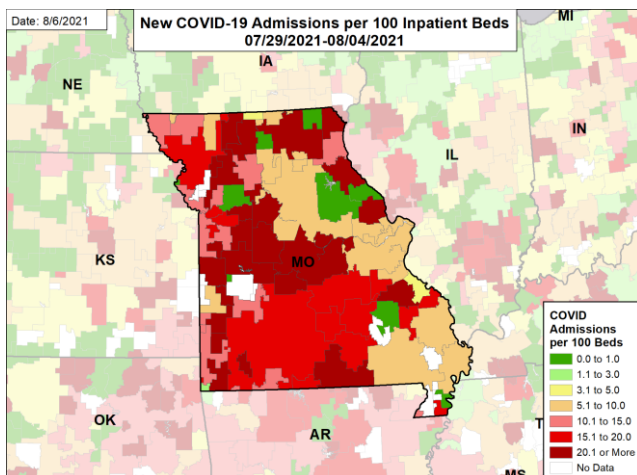 Date: 8/6/2021
New COVID-19 Admissions per 100 Inpatient Beds
07/29/2021-08/04/2021
MI
IA
NE
IN
IL
KS
MO
COVID
Admissions
per 100 Beds
0.0 to 1.0
1.1 to 3.0
3.1 to 5.0
5.1 to 10.0
10.1 to 15.0
15.1 to 20.0
20.1 or More
No Data
OK
AR
T
MS